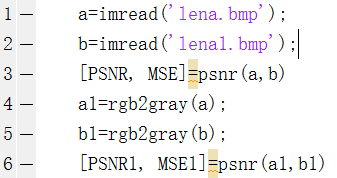 1 — a=imread('lena.bmp');
2 — b=imread('lena1.bmp');
3 — [PSNR, MSE]=psnr(a,b)
4 — a1=rgb2gray(a);
5 — b1=rgb2gray(b);
6 — [PSNR1, MSE1]=psnr(a1,b1)